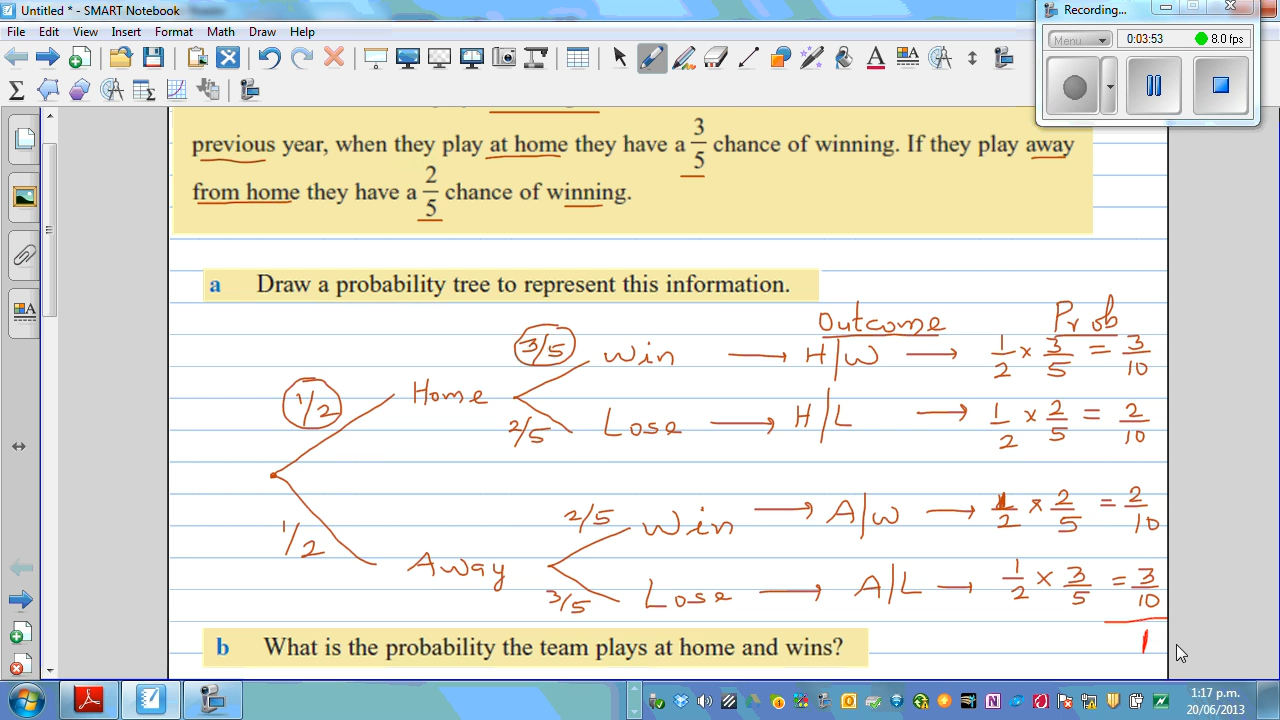 Untitled * - SMART Notebook
Recording...
File Edit View Insert Format Math Draw Help
Menu
0:03:53
8.0 fps
previous year, when they play at home they have a 3/5 chance of winning. If they play away
from home they have a 2/5 chance of winning.
a Draw a probability tree to represent this information.
Outcome Prob
3/5 Win → H/W → 1/2 × 3/5 = 3/10
1/2 Home
2/5 Lose → H/L → 1/2 × 2/5 = 2/10
2/5 Win → A/W → 1/2 × 2/5 = 2/10
1/2 Away
3/5 Lose → A/L → 1/2 × 3/5 = 3/10
1
b What is the probability the team plays at home and wins?
1:17 p.m.
20/06/2013